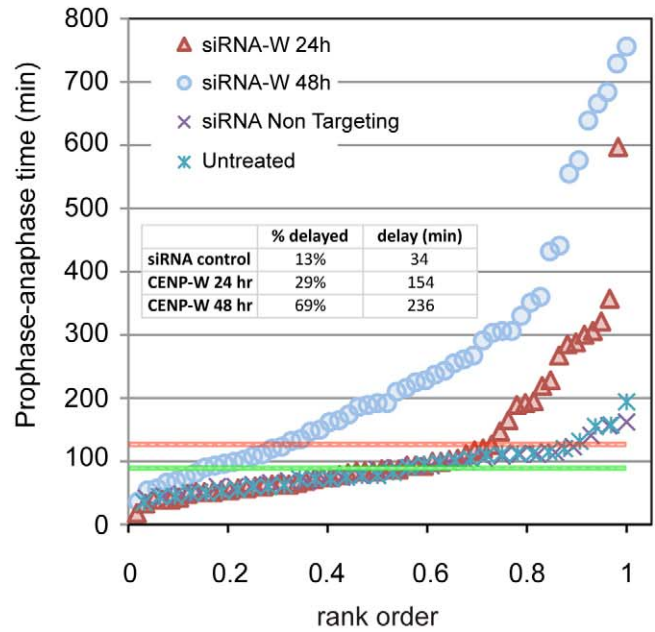 800
700
600
500
400
300
200
100
0
Prophase-anaphase time (min)
siRNA-W 24h
siRNA-W 48h
siRNA Non Targeting
Untreated
% delayed delay (min)
siRNA control 13% 34
CENP-W 24 hr 29% 154
CENP-W 48 hr 69% 236
0 0.2 0.4 0.6 0.8 1
rank order